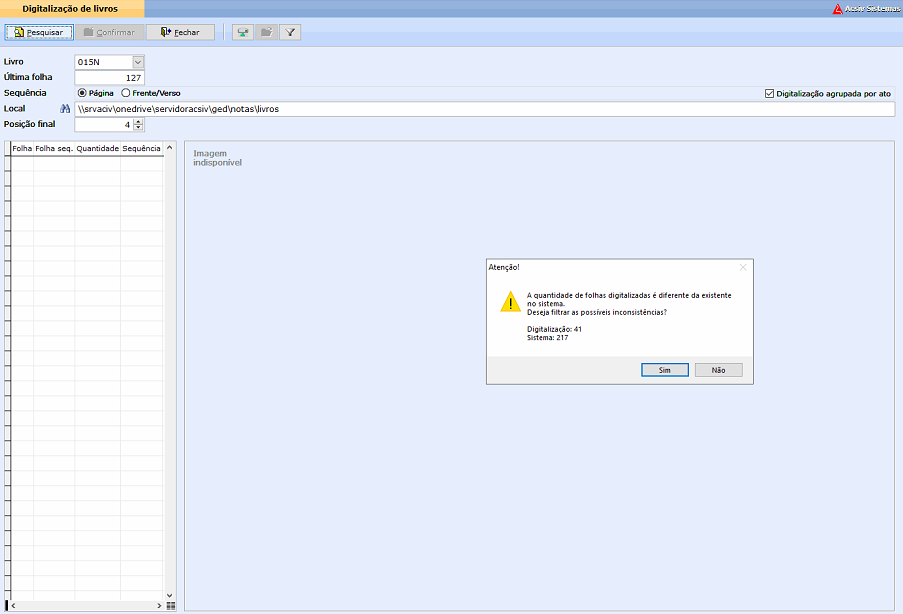 Digitalização de livros
Acsiv Sistemas
Pesquisar Confirmar Fechar
Livro 015N
Última folha 127
Sequência Página Frente/Verso Digitalização agrupada por ato
Local \\srvaciv\onedrive\servidoracsiv\ged\notas\livros
Posição final 4
Folha Folha seq. Quantidade Sequência
Imagem
indisponível
Atenção!
A quantidade de folhas digitalizadas é diferente da existente
no sistema.
Deseja filtrar as possíveis inconsistências?
Digitalização: 41
Sistema: 217
Sim Não